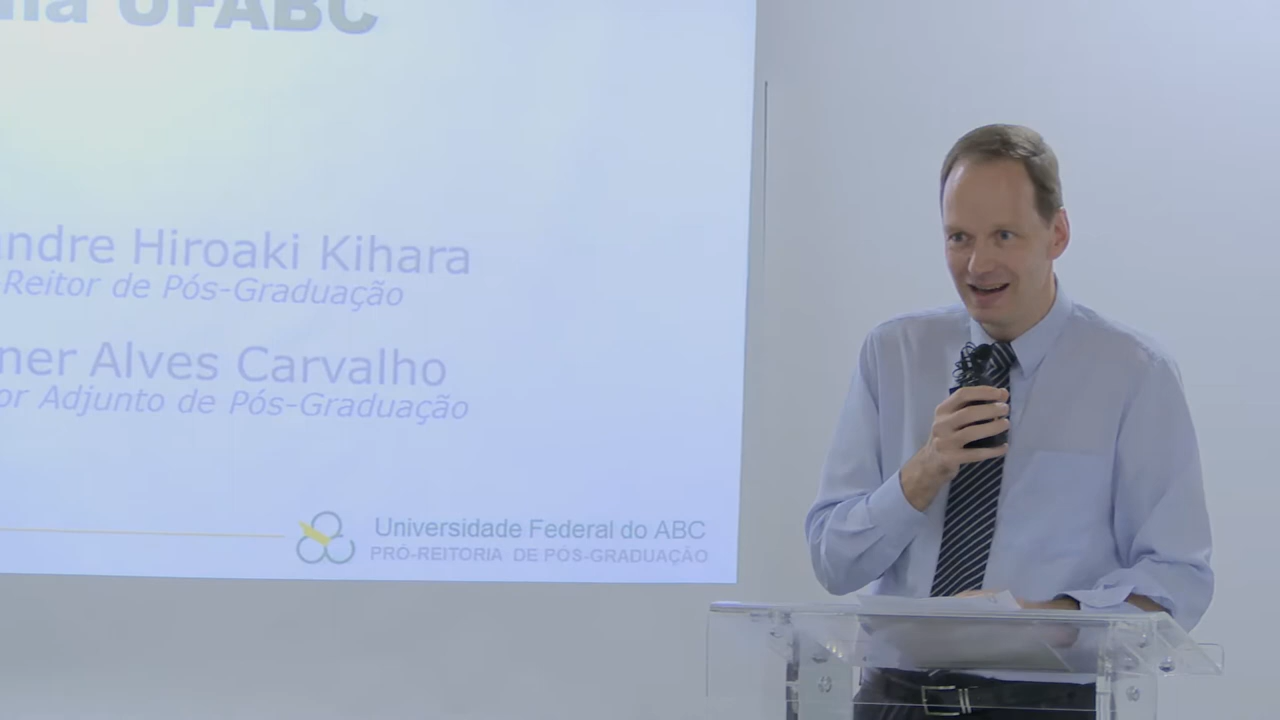 na UFABC
andre Hiroaki Kihara
Reitor de Pós-Graduação
ner Alves Carvalho
or Adjunto de Pós-Graduação
Universidade Federal do ABC
PRÓ-REITORIA DE PÓS-GRADUAÇÃO